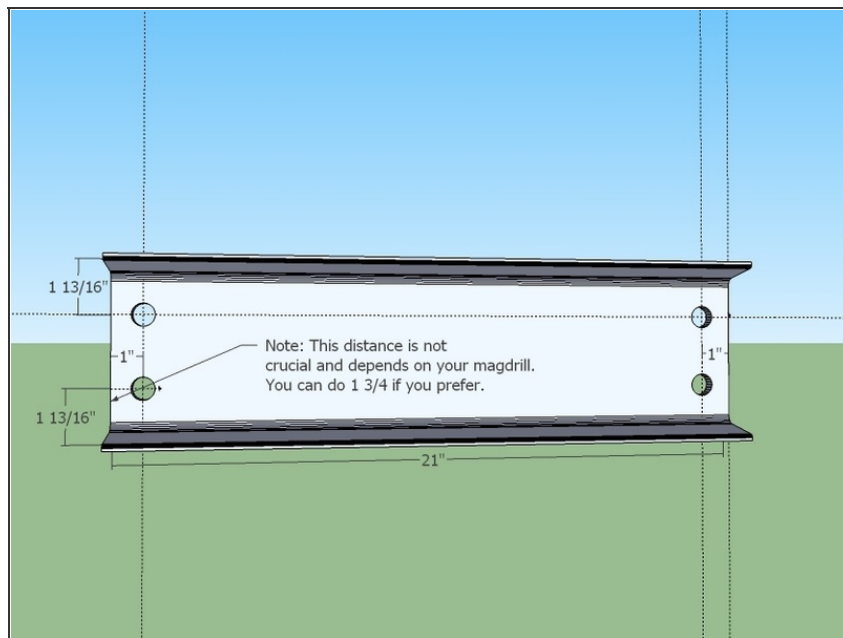 1 13/16"
Note: This distance is not
crucial and depends on your magdrill.
You can do 1 3/4 if you prefer.
1"
1"
1 13/16"
21"